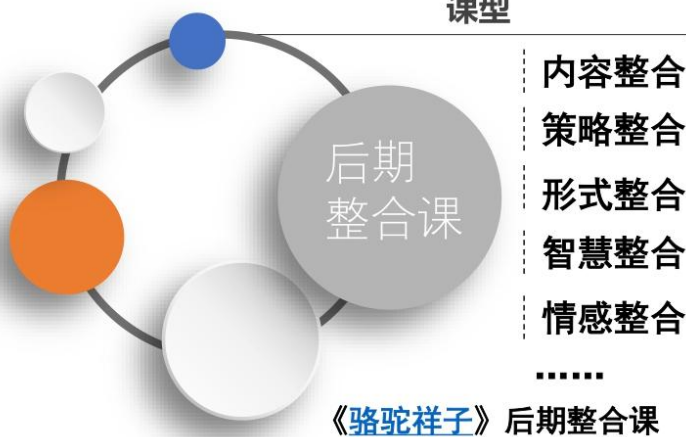 课型
后期
整合课
内容整合
策略整合
形式整合
智慧整合
情感整合
……
《骆驼祥子》后期整合课